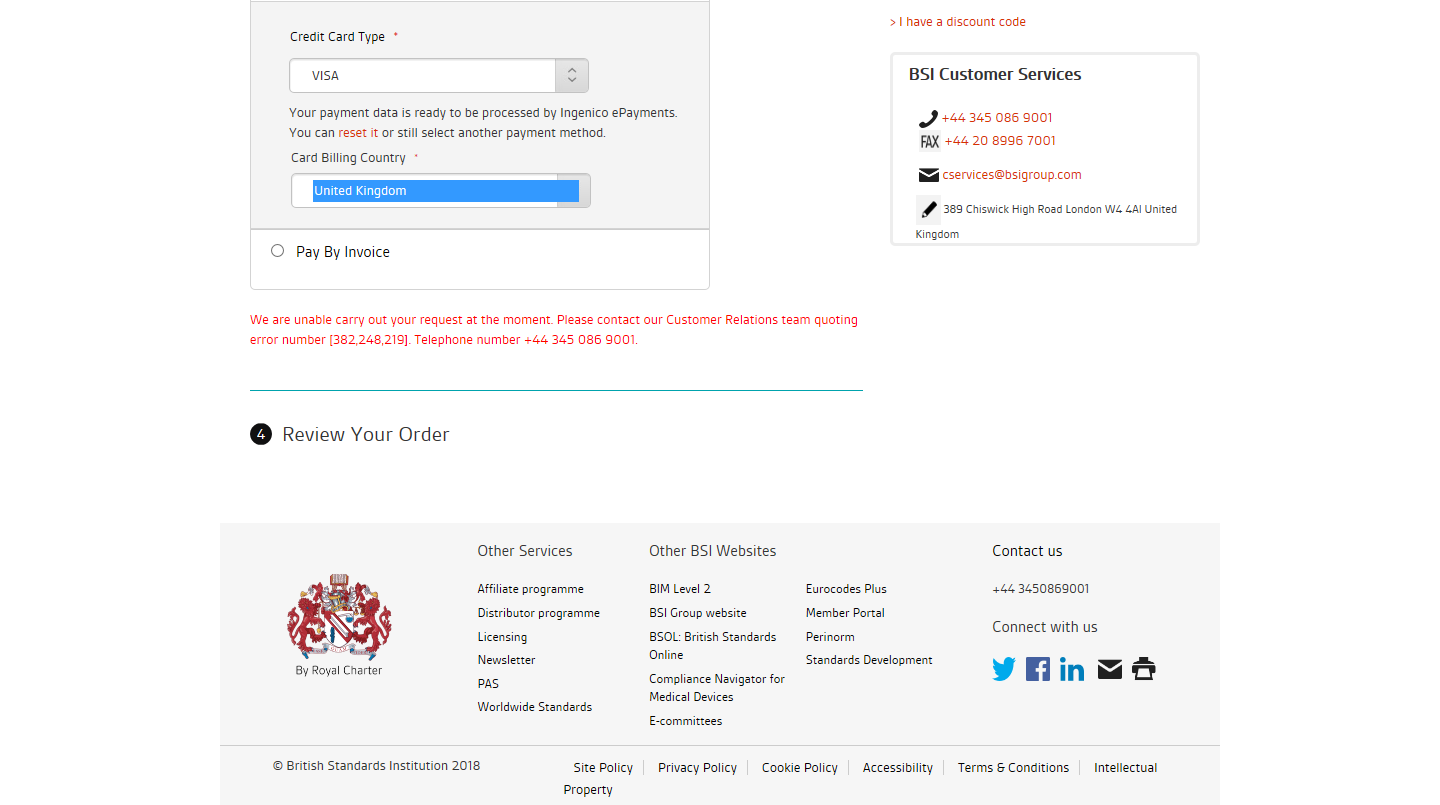 Credit Card Type *
VISA
Your payment data is ready to be processed by Ingenico ePayments.
You can reset it or still select another payment method.
Card Billing Country *
United Kingdom
Pay By Invoice
We are unable carry out your request at the moment. Please contact our Customer Relations team quoting
error number [382,248,219]. Telephone number +44 345 086 9001.
4 Review Your Order
> I have a discount code
BSI Customer Services
+44 345 086 9001
FAX +44 20 8996 7001
cservices@bsigroup.com
389 Chiswick High Road London W4 4Al United
Kingdom
By Royal Charter
Other Services
Affiliate programme
Distributor programme
Licensing
Newsletter
PAS
Worldwide Standards
Other BSI Websites
BIM Level 2
BSI Group website
BSOL: British Standards
Online
Compliance Navigator for
Medical Devices
E-committees
Eurocodes Plus
Member Portal
Perinorm
Standards Development
Contact us
+44 3450869001
Connect with us
© British Standards Institution 2018
Site Policy Privacy Policy Cookie Policy Accessibility Terms & Conditions Intellectual
Property